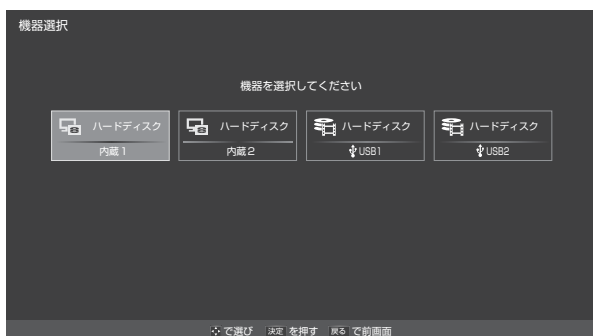 機器選択
機器を選択してください
ハードディスク ハードディスク ハードディスク ハードディスク
内蔵1 内蔵2 USB1 USB2
で選び 決定 を押す 戻る で前画面